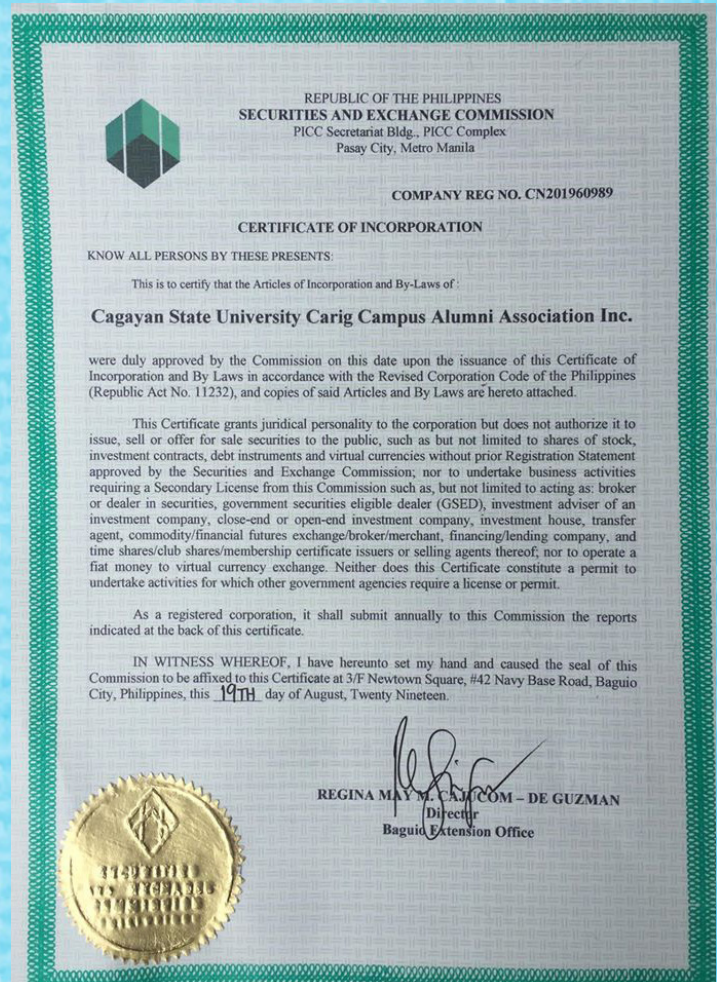 REPUBLIC OF THE PHILIPPINES
SECURITIES AND EXCHANGE COMMISSION
PICC Secretariat Bldg., PICC Complex
Pasay City, Metro Manila
COMPANY REG NO. CN201960989
CERTIFICATE OF INCORPORATION
KNOW ALL PERSONS BY THESE PRESENTS:
This is to certify that the Articles of Incorporation and By-Laws of :
Cagayan State University Carig Campus Alumni Association Inc.
were duly approved by the Commission on this date upon the issuance of this Certificate of
Incorporation and By Laws in accordance with the Revised Corporation Code of the Philippines
(Republic Act No. 11232), and copies of said Articles and By Laws are hereto attached.
This Certificate grants juridical personality to the corporation but does not authorize it to
issue, sell or offer for sale securities to the public, such as but not limited to shares of stock,
investment contracts, debt instruments and virtual currencies without prior Registration Statement
approved by the Securities and Exchange Commission; nor to undertake business activities
requiring a Secondary License from this Commission such as, but not limited to acting as: broker
or dealer in securities, government securities eligible dealer (GSED), investment adviser of an
investment company, close-end or open-end investment company, investment house, transfer
agent, commodity/financial futures exchange/broker/merchant, financing/lending company, and
time shares/club shares/membership certificate issuers or selling agents thereof; nor to operate a
fiat money to virtual currency exchange. Neither does this Certificate constitute a permit to
undertake activities for which other government agencies require a license or permit.
As a registered corporation, it shall submit annually to this Commission the reports
indicated at the back of this certificate.
IN WITNESS WHEREOF, I have hereunto set my hand and caused the seal of this
Commission to be affixed to this Certificate at 3/F Newtown Square, #42 Navy Base Road, Baguio
City, Philippines, this 19TH day of August, Twenty Nineteen.
REGINA MAY M. CAJUCOM – DE GUZMAN
Director
Baguio Extension Office
SECURITIES
AND EXCHANGE
COMMISSION
PHILIPPINES